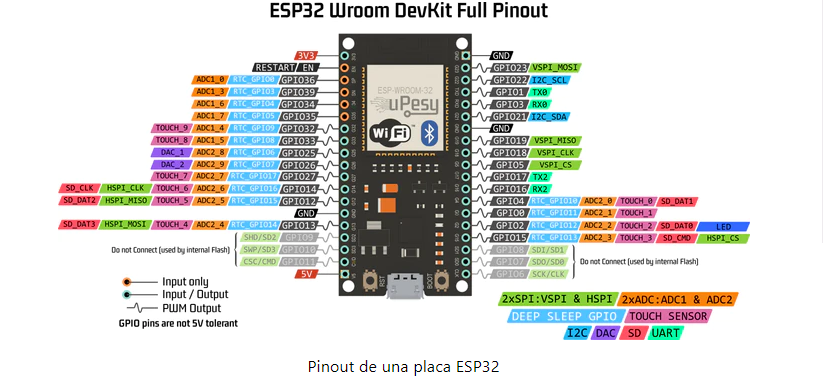 ESP32 Wroom DevKit Full Pinout
3V3
GND
RESTART EN
GPIO23 VSPI_MOSI
ADC1_0 RTC_GPIO0 GPIO36
GPIO22 I2C_SCL
ADC1_3 RTC_GPIO3 GPIO39
GPIO1 TX0
ADC1_6 RTC_GPIO4 GPIO34
GPIO3 RX0
ADC1_7 RTC_GPIO5 GPIO35
GPIO21 I2C_SDA
TOUCH_9 ADC1_4 RTC_GPIO9 GPIO32
GND
TOUCH_8 ADC1_5 RTC_GPIO8 GPIO33
GPIO19 VSPI_MISO
DAC_1 ADC2_8 RTC_GPIO6 GPIO25
GPIO18 VSPI_CLK
DAC_2 ADC2_9 RTC_GPIO7 GPIO26
GPIO5 VSPI_CS
TOUCH_7 ADC2_7 RTC_GPIO17 GPIO27
GPIO17 TX2
SD_CLK HSPI_CLK TOUCH_6 ADC2_6 RTC_GPIO16 GPIO14
GPIO16 RX2
SD_DAT2 HSPI_MISO TOUCH_5 ADC2_5 RTC_GPIO15 GPIO12
GPIO4 RTC_GPIO10 ADC2_0 TOUCH_0 SD_DAT1
GND
GPIO0 RTC_GPIO11 ADC2_1 TOUCH_1
SD_DAT3 HSPI_MOSI TOUCH_4 ADC2_4 RTC_GPIO14 GPIO13
GPIO2 RTC_GPIO12 ADC2_2 TOUCH_2 SD_DAT0 LED
SHD/SD2 GPIO9
GPIO15 RTC_GPIO13 ADC2_3 TOUCH_3 SD_CMD HSPI_CS
Do not Connect (used by internal Flash)
SWP/SD3 GPIO10
SDI/SD1
CSC/CMD GPIO11
GPIO7 SDO/SD0
Do not Connect (used by internal Flash)
5V
GPIO6 SCK/CLK
ESP-WROOM-32
uPesy
WiFi
RST
BOOT
Input only
Input / Output
PWM Output
GPIO pins are not 5V tolerant
2xSPI:VSPI & HSPI 2xADC:ADC1 & ADC2
DEEP SLEEP GPIO TOUCH SENSOR
I2C DAC SD UART
Pinout de una placa ESP32